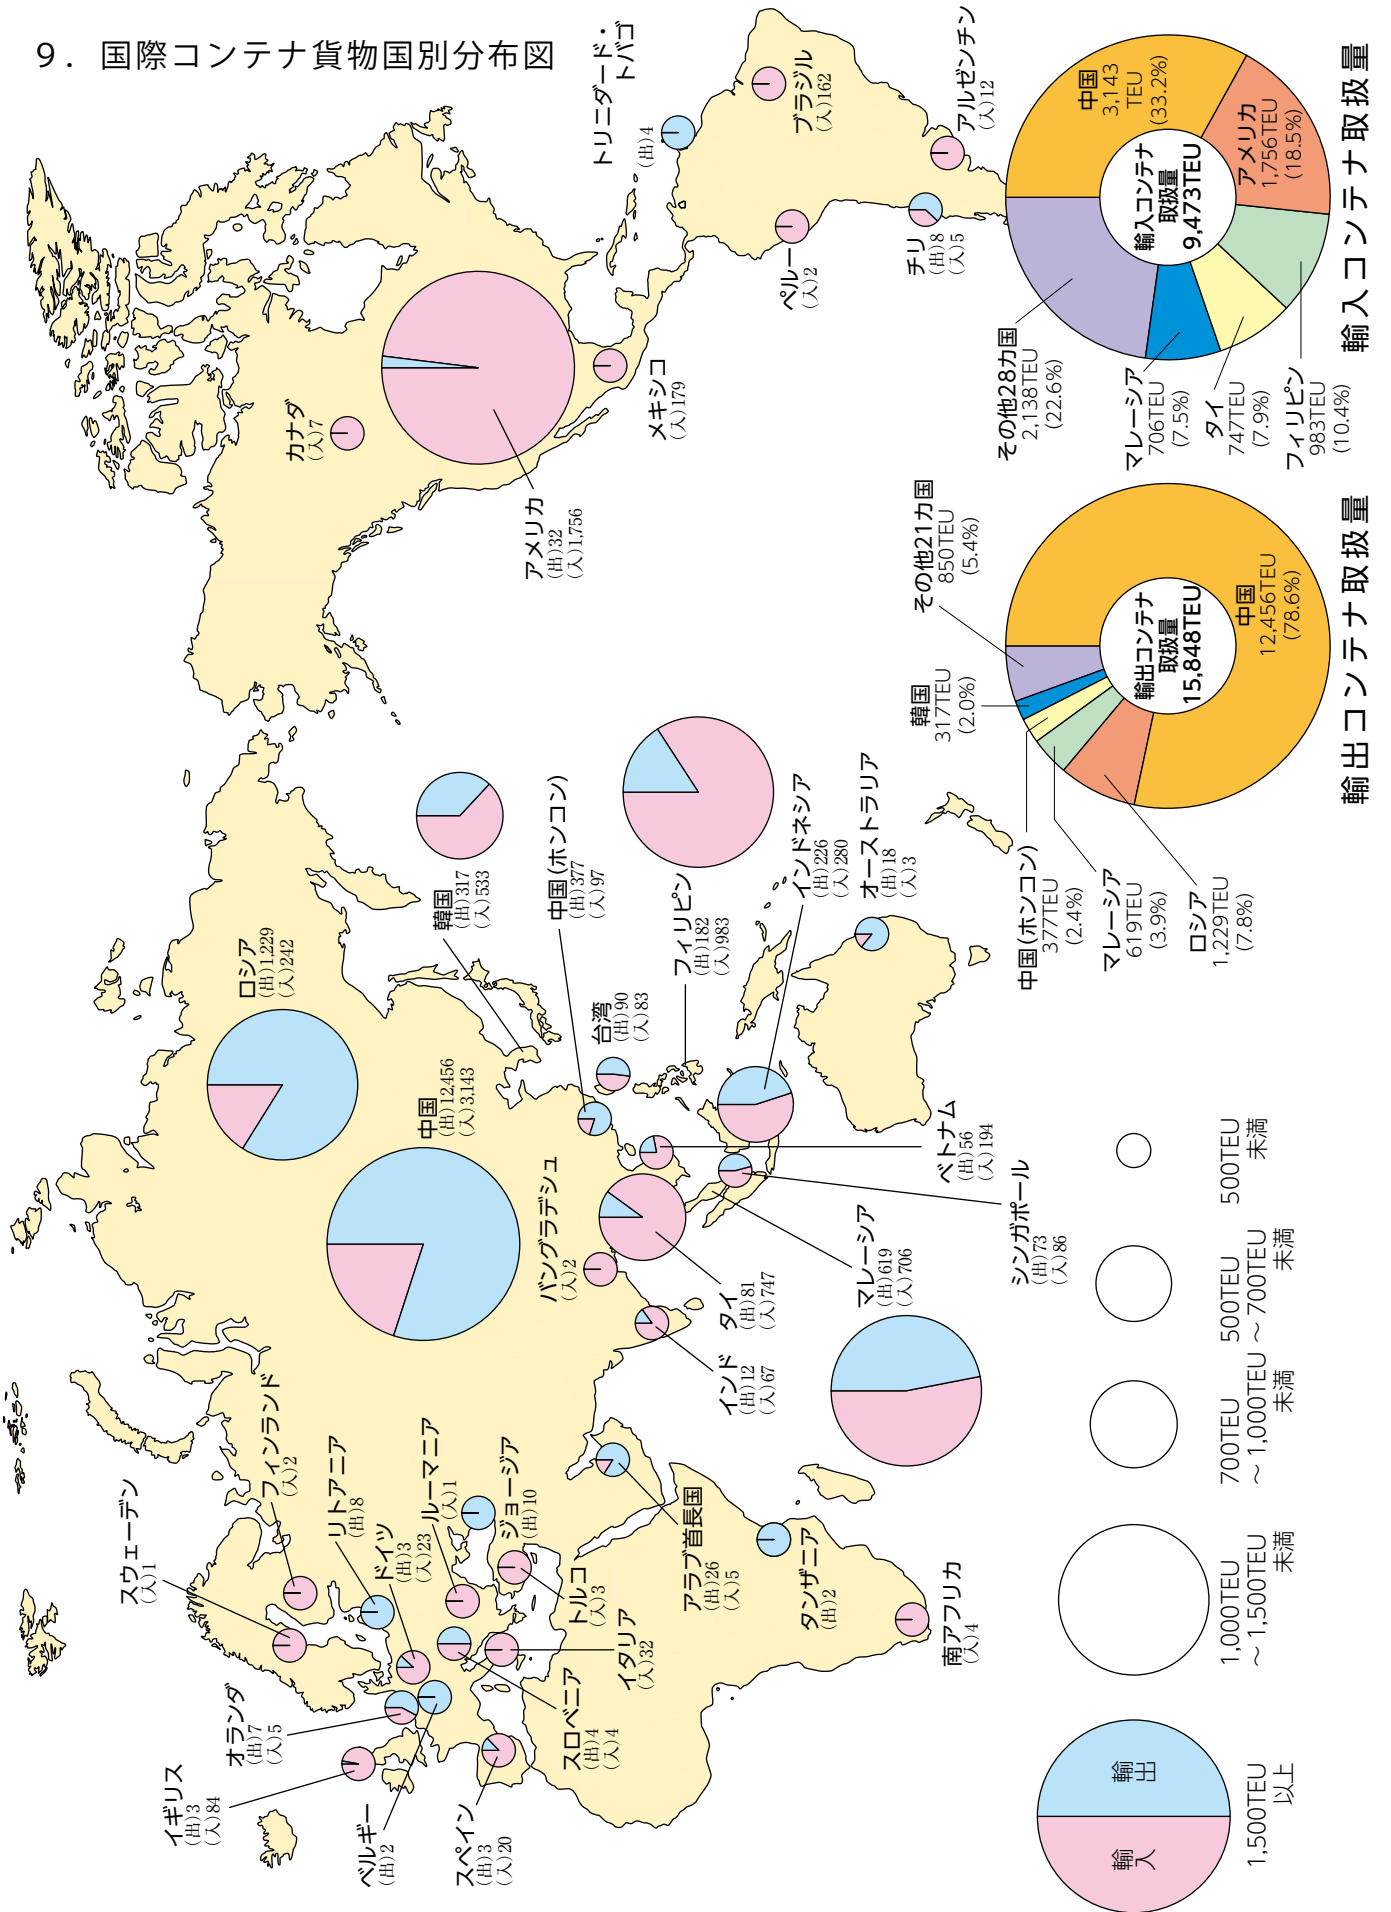 9．国際コンテナ貨物国別分布図
スウェーデン
(入)1
フィンランド
(入)2
リトアニア
(出)8
ドイツ
(出)3
(入)23
ルーマニア
(入)1
ジョージア
(出)10
オランダ
(出)7
(入)5
イギリス
(出)3
(入)84
ベルギー
(出)2
スペイン
(出)3
(入)20
スロベニア
(出)4
(入)4
イタリア
(入)32
トルコ
(入)3
アラブ首長国
(出)26
(入)5
タンザニア
(出)2
南アフリカ
(入)4
ロシア
(出)1,229
(入)242
中国
(出)12,456
(入)3,143
韓国
(出)317
(入)533
中国(ホンコン)
(出)377
(入)97
台湾
(出)90
(入)83
フィリピン
(出)182
(入)983
バングラデシュ
(入)2
タイ
(出)81
(入)747
インド
(出)12
(入)67
マレーシア
(出)619
(入)706
シンガポール
(出)73
(入)86
ベトナム
(出)56
(入)194
インドネシア
(出)226
(入)280
オーストラリア
(出)18
(入)3
カナダ
(入)7
アメリカ
(出)32
(入)1,756
メキシコ
(入)179
トリニダード・
トバゴ
(出)4
ブラジル
(入)162
ペルー
(入)2
チリ
(出)8
(入)5
アルゼンチン
(入)12
輸入
輸出
1,500TEU
以上
1,000TEU
～1,500TEU
未満
700TEU
～1,000TEU
未満
500TEU
～700TEU
未満
500TEU
未満
輸出コンテナ
取扱量
15,848TEU
中国
12,456TEU
(78.6%)
ロシア
1,229TEU
(7.8%)
マレーシア
619TEU
(3.9%)
中国(ホンコン)
377TEU
(2.4%)
韓国
317TEU
(2.0%)
その他21カ国
850TEU
(5.4%)
輸出コンテナ取扱量
輸入コンテナ
取扱量
9,473TEU
中国
3,143
TEU
(33.2%)
アメリカ
1,756TEU
(18.5%)
フィリピン
983TEU
(10.4%)
タイ
747TEU
(7.9%)
マレーシア
706TEU
(7.5%)
その他28カ国
2,138TEU
(22.6%)
輸入コンテナ取扱量